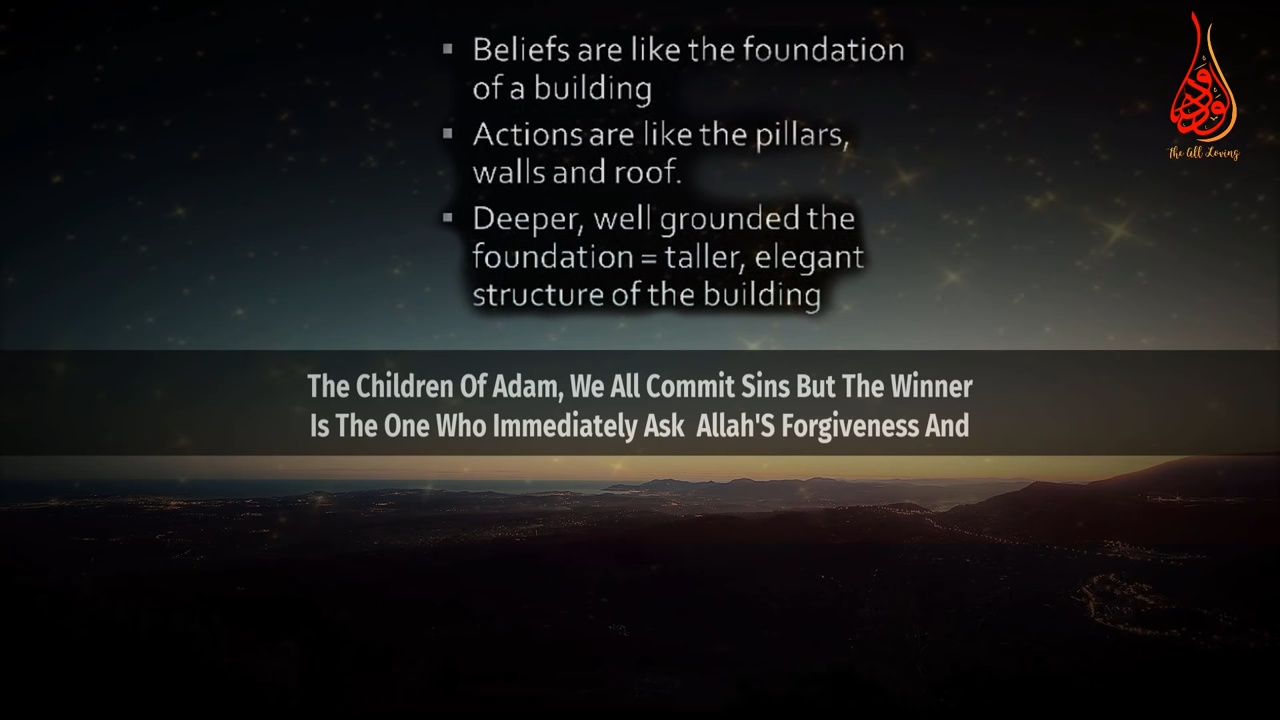 ▪ Beliefs are like the foundation
of a building
▪ Actions are like the pillars,
walls and roof.
▪ Deeper, well grounded the
foundation = taller, elegant
structure of the building
الودود
The All Loving
The Children Of Adam, We All Commit Sins But The Winner
Is The One Who Immediately Ask  Allah'S Forgiveness And